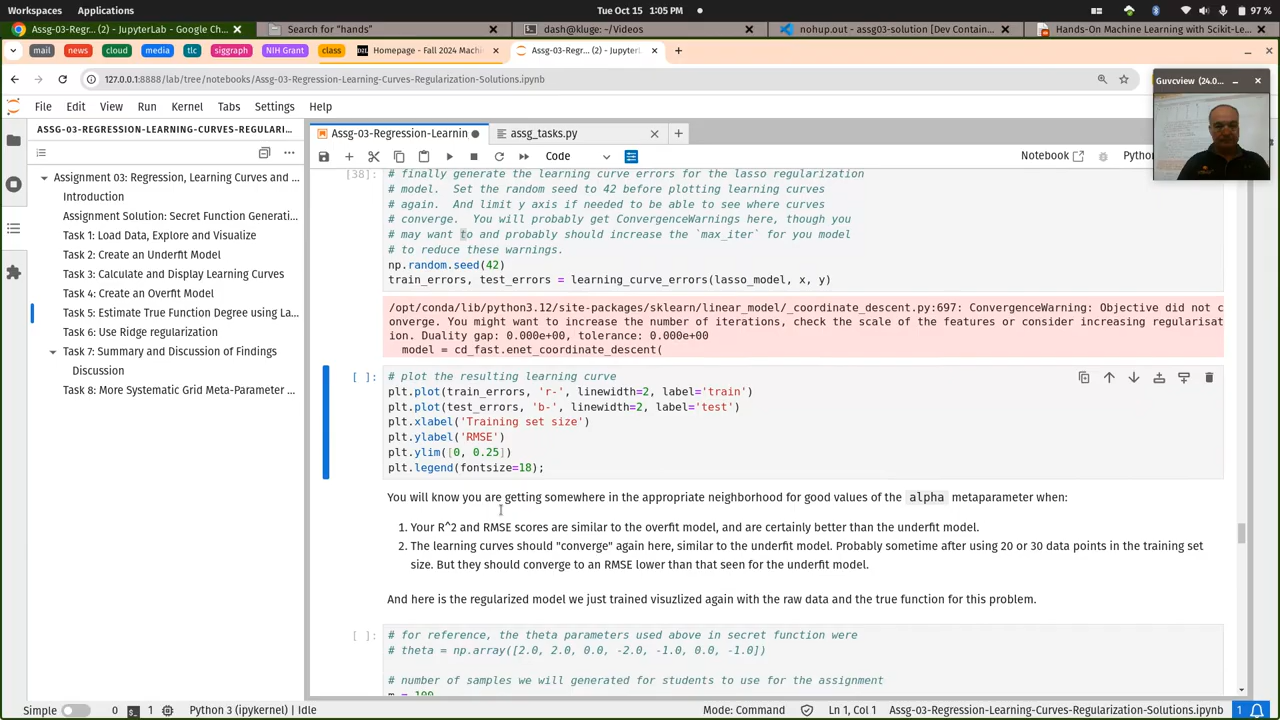 Workspaces Applications Tue Oct 15 1:05 PM 97 %
Assg-03-Regr... (2) - JupyterLab - Google Ch... Search for "hands" dash@kluge: ~/Videos nohup.out - assg03-solution [Dev Contain... Hands-On Machine Learning with Scikit-Le...
mail news cloud media tlc siggraph NIH Grant class Homepage - Fall 2024 Machin Assg-03-Regr... (2) - JupyterL
127.0.0.1:8888/lab/tree/notebooks/Assg-03-Regression-Learning-Curves-Regularization-Solutions.ipynb
Guvcview (24.0...
File Edit View Run Kernel Tabs Settings Help
ASSG-03-REGRESSION-LEARNING-CURVES-REGULARI...
Assg-03-Regression-Learnin assg_tasks.py
Code Notebook Python
Assignment 03: Regression, Learning Curves and ...
Introduction
Assignment Solution: Secret Function Generati...
Task 1: Load Data, Explore and Visualize
Task 2: Create an Underfit Model
Task 3: Calculate and Display Learning Curves
Task 4: Create an Overfit Model
Task 5: Estimate True Function Degree using La...
Task 6: Use Ridge regularization
Task 7: Summary and Discussion of Findings
Discussion
Task 8: More Systematic Grid Meta-Parameter ...
[38]:
# finally generate the learning curve errors for the lasso regularization
# model. Set the random seed to 42 before plotting learning curves
# again. And limit y axis if needed to be able to see where curves
# converge. You will probably get ConvergenceWarnings here, though you
# may want to and probably should increase the `max_iter` for you model
# to reduce these warnings.
np.random.seed(42)
train_errors, test_errors = learning_curve_errors(lasso_model, x, y)
/opt/conda/lib/python3.12/site-packages/sklearn/linear_model/_coordinate_descent.py:697: ConvergenceWarning: Objective did not c
onverge. You might want to increase the number of iterations, check the scale of the features or consider increasing regularisat
ion. Duality gap: 0.000e+00, tolerance: 0.000e+00
model = cd_fast.enet_coordinate_descent(
[ ]:
# plot the resulting learning curve
plt.plot(train_errors, 'r-', linewidth=2, label='train')
plt.plot(test_errors, 'b-', linewidth=2, label='test')
plt.xlabel('Training set size')
plt.ylabel('RMSE')
plt.ylim([0, 0.25])
plt.legend(fontsize=18);
You will know you are getting somewhere in the appropriate neighborhood for good values of the alpha metaparameter when:
1. Your R^2 and RMSE scores are similar to the overfit model, and are certainly better than the underfit model.
2. The learning curves should "converge" again here, similar to the underfit model. Probably sometime after using 20 or 30 data points in the training set
size. But they should converge to an RMSE lower than that seen for the underfit model.
And here is the regularized model we just trained visuzlized again with the raw data and the true function for this problem.
[ ]:
# for reference, the theta parameters used above in secret function were
# theta = np.array([2.0, 2.0, 0.0, -2.0, -1.0, 0.0, -1.0])
# number of samples we will generated for students to use for the assignment
m = 100
Simple 0 1 Python 3 (ipykernel) | Idle Mode: Command Ln 1, Col 1 Assg-03-Regression-Learning-Curves-Regularization-Solutions.ipynb 1